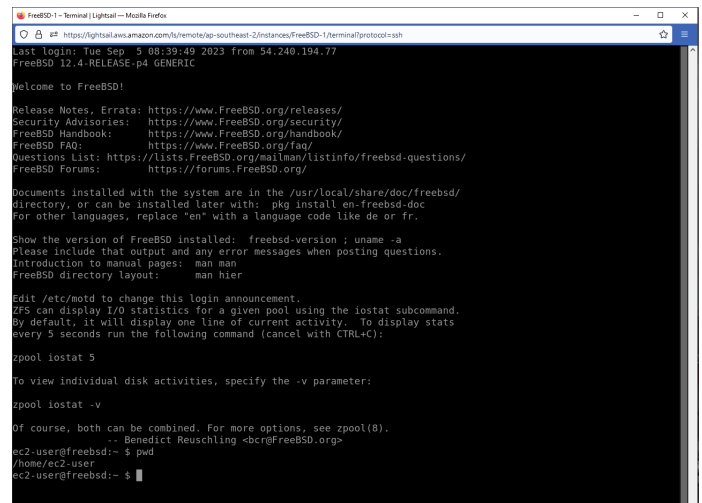 FreeBSD-1 - Terminal | Lightsail — Mozilla Firefox
https://lightsail.aws.amazon.com/ls/remote/ap-southeast-2/instances/FreeBSD-1/terminal?protocol=ssh
Last login: Tue Sep  5 08:39:49 2023 from 54.240.194.77
FreeBSD 12.4-RELEASE-p4 GENERIC
Welcome to FreeBSD!
Release Notes, Errata: https://www.FreeBSD.org/releases/
Security Advisories:   https://www.FreeBSD.org/security/
FreeBSD Handbook:      https://www.FreeBSD.org/handbook/
FreeBSD FAQ:           https://www.FreeBSD.org/faq/
Questions List: https://lists.FreeBSD.org/mailman/listinfo/freebsd-questions/
FreeBSD Forums:        https://forums.FreeBSD.org/
Documents installed with the system are in the /usr/local/share/doc/freebsd/
directory, or can be installed later with:  pkg install en-freebsd-doc
For other languages, replace "en" with a language code like de or fr.
Show the version of FreeBSD installed:  freebsd-version ; uname -a
Please include that output and any error messages when posting questions.
Introduction to manual pages:  man man
FreeBSD directory layout:      man hier
Edit /etc/motd to change this login announcement.
ZFS can display I/O statistics for a given pool using the iostat subcommand.
By default, it will display one line of current activity.  To display stats
every 5 seconds run the following command (cancel with CTRL+C):
zpool iostat 5
To view individual disk activities, specify the -v parameter:
zpool iostat -v
Of course, both can be combined. For more options, see zpool(8).
-- Benedict Reuschling <bcr@FreeBSD.org>
ec2-user@freebsd:~ $ pwd
/home/ec2-user
ec2-user@freebsd:~ $